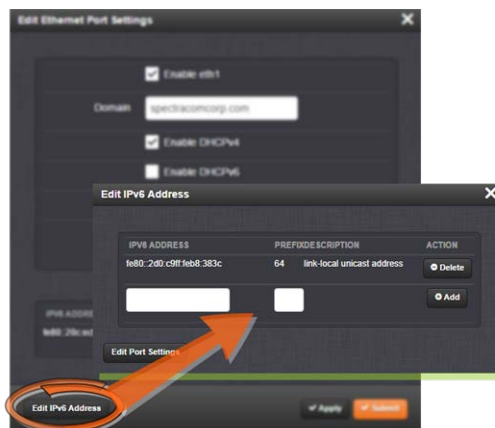 Edit Ethernet Port Settings
Enable eth1
Domain spectracomcorp.com
Enable DHCPv4
Enable DHCPv6
Edit IPv6 Address
IPV6 ADDRESS PREFIX DESCRIPTION ACTION
fe80::2d0:c9ff:feb8:383c 64 link-local unicast address Delete
Add
IPV6 ADDRE
Edit Port Settings
Edit IPv6 Address Apply Submit